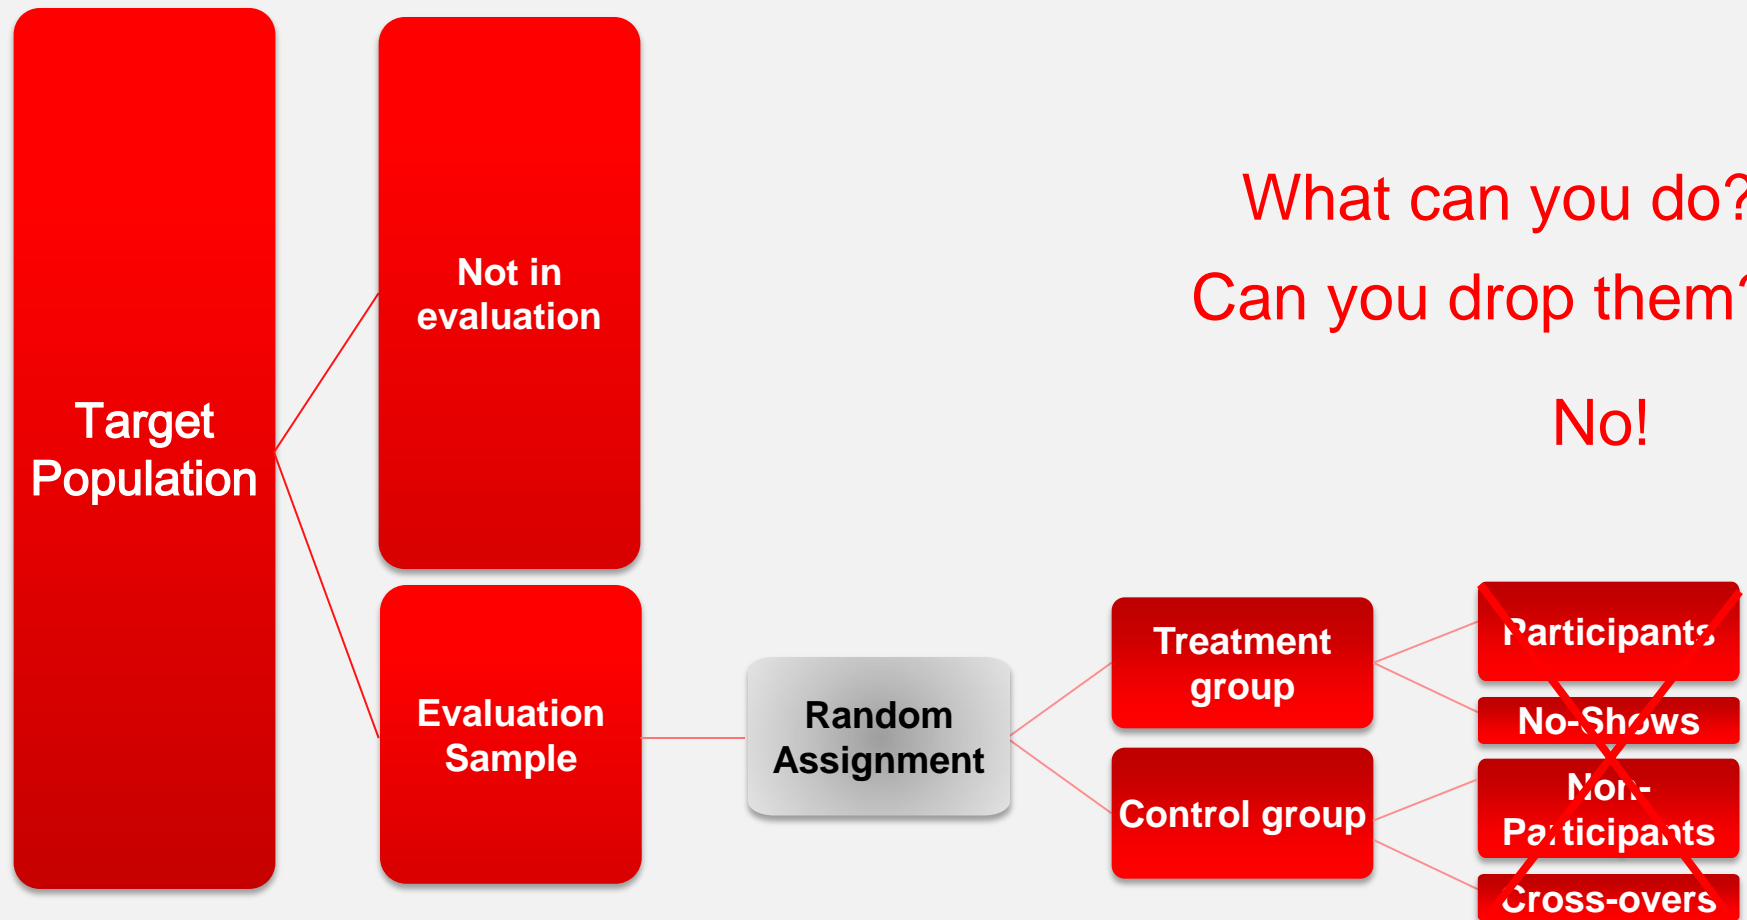 Target
Population
Not in
evaluation
Evaluation
Sample
Random
Assignment
Treatment
group
Control group
Participants
No-Shows
Non-
Participants
Cross-overs
What can you do?
Can you drop them?
No!